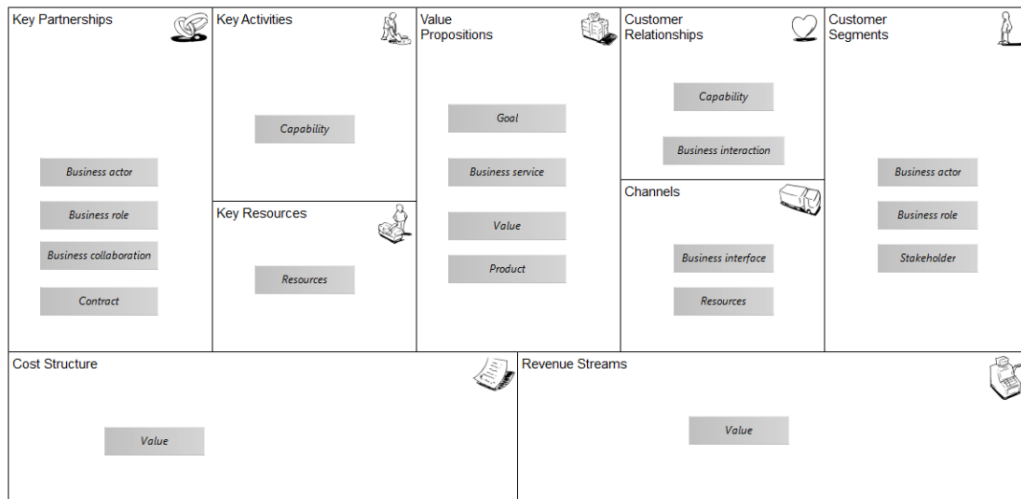 Key Partnerships
Business actor
Business role
Business collaboration
Contract
Key Activities
Capability
Key Resources
Resources
Value
Propositions
Goal
Business service
Value
Product
Customer
Relationships
Capability
Business interaction
Channels
Business interface
Resources
Customer
Segments
Business actor
Business role
Stakeholder
Cost Structure
Value
Revenue Streams
Value